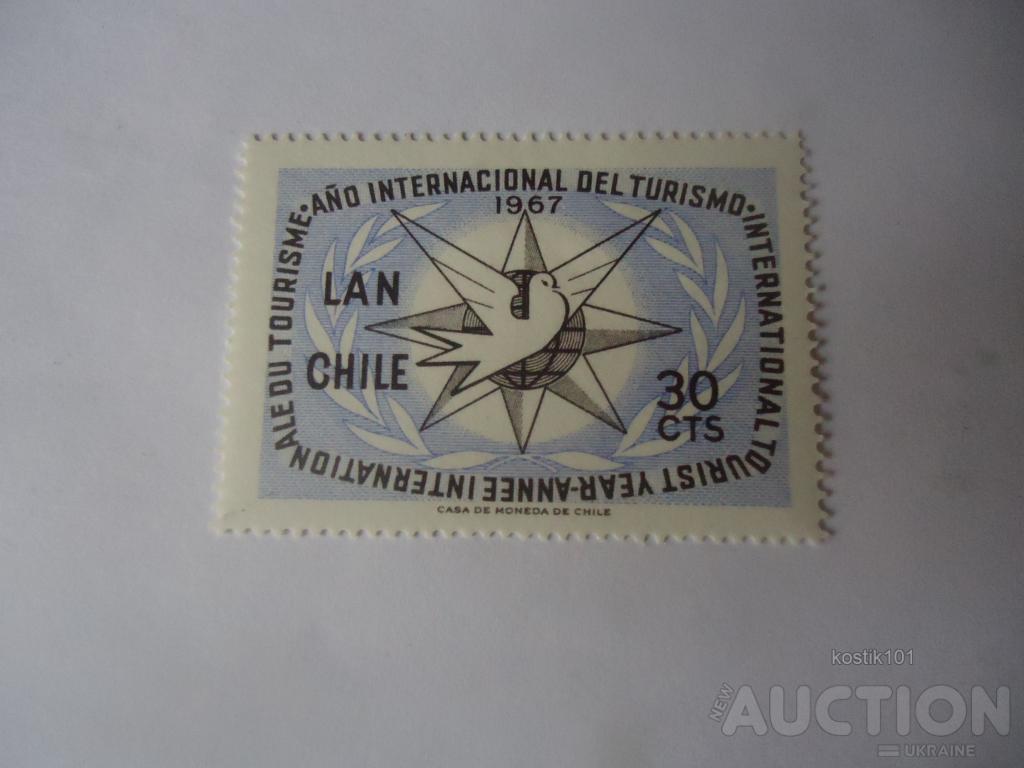 AÑO INTERNACIONAL DEL TURISMO•INTERNATIONAL TOURIST YEAR-ANNEE INTERNATIONALE DU TOURISME•
1967
LAN
CHILE
30
CTS
CASA DE MONEDA DE CHILE
kostik101
NEW AUCTION
UKRAINE